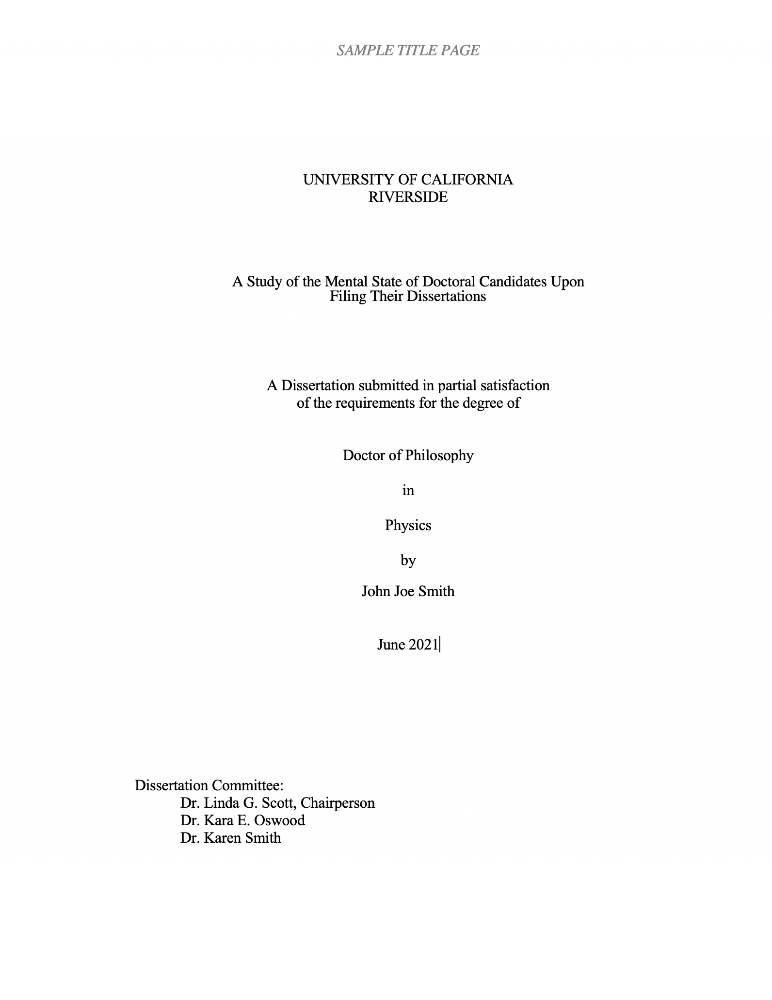 SAMPLE TITLE PAGE
UNIVERSITY OF CALIFORNIA
RIVERSIDE
A Study of the Mental State of Doctoral Candidates Upon
Filing Their Dissertations
A Dissertation submitted in partial satisfaction
of the requirements for the degree of
Doctor of Philosophy
in
Physics
by
John Joe Smith
June 2021
Dissertation Committee:
Dr. Linda G. Scott, Chairperson
Dr. Kara E. Oswood
Dr. Karen Smith